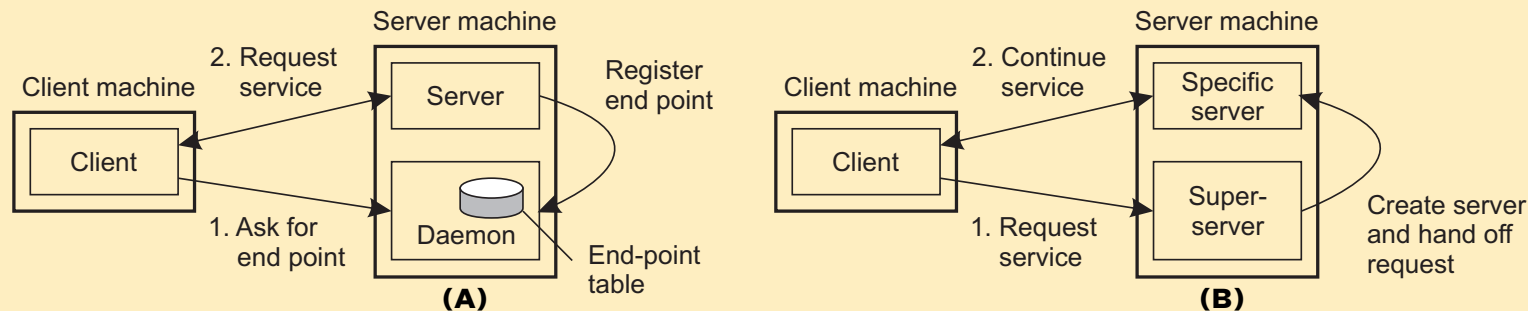 Server machine
2. Request
service
Client machine
Server
Register
end point
Client
1. Ask for
end point
Daemon
End-point
table
(A)
Server machine
2. Continue
service
Client machine
Specific
server
Client
Super-
server
1. Request
service
Create server
and hand off
request
(B)